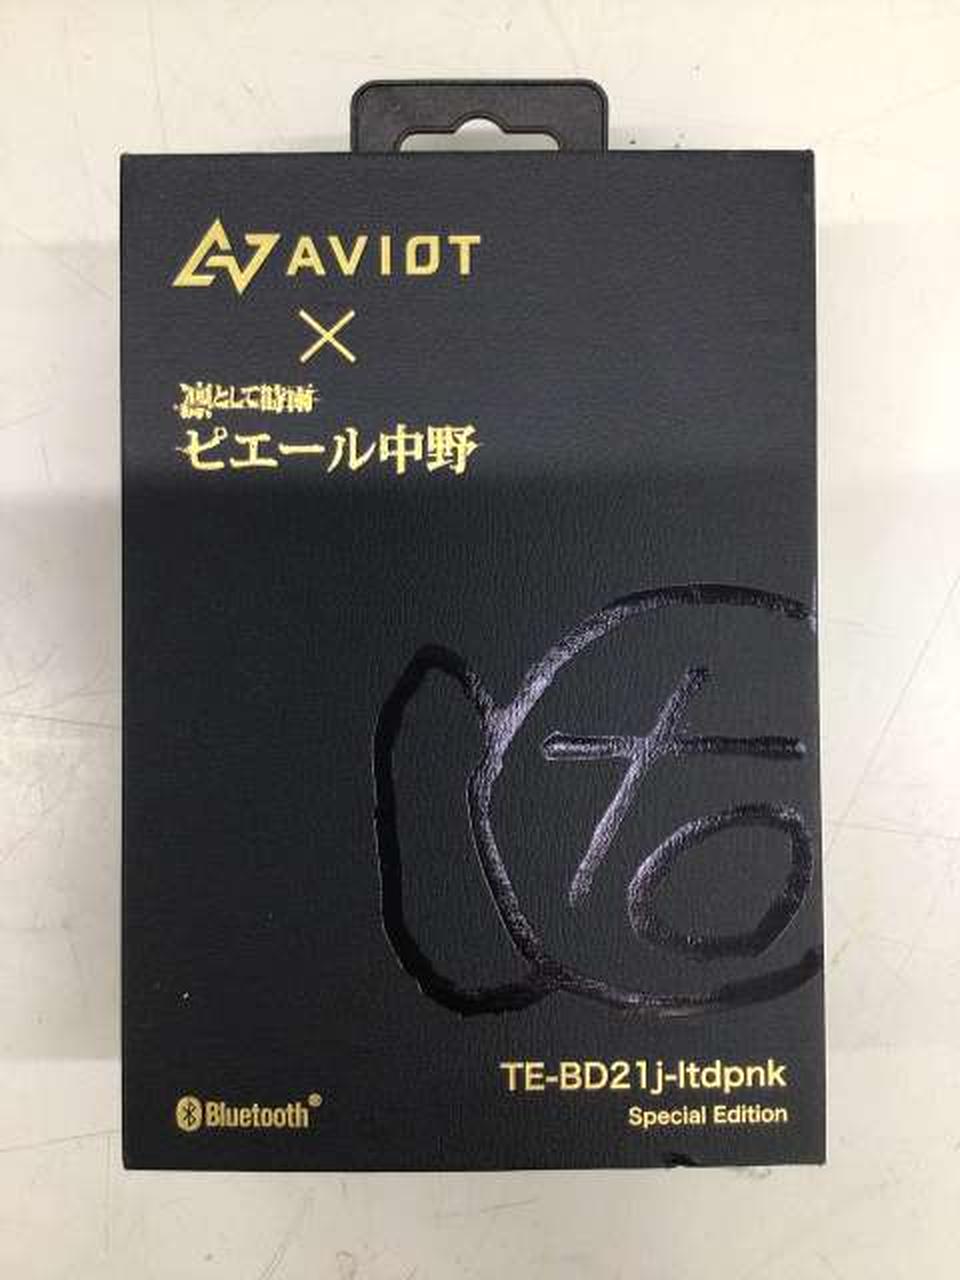 AVIOT
×
凛として時雨
ピエール中野
TE-BD21j-ltdpnk
Special Edition
Bluetooth®